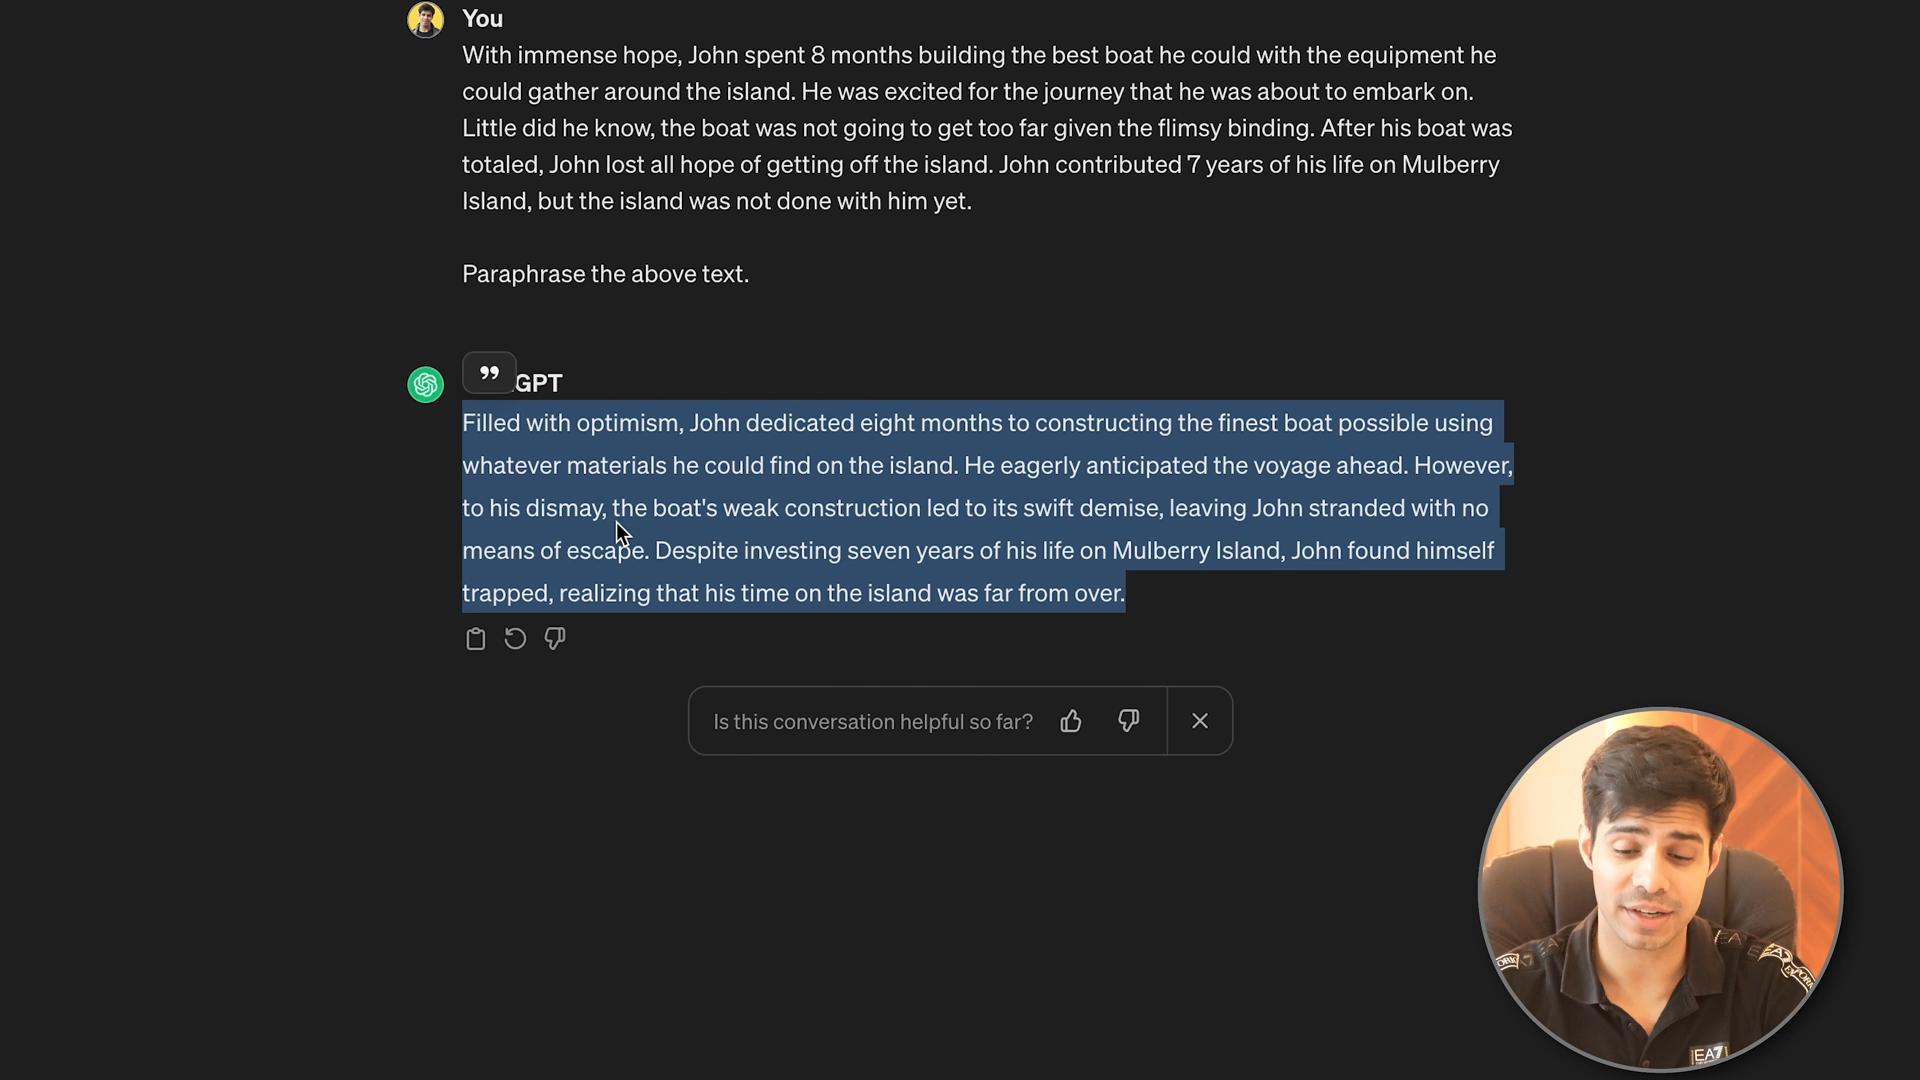 You
With immense hope, John spent 8 months building the best boat he could with the equipment he
could gather around the island. He was excited for the journey that he was about to embark on.
Little did he know, the boat was not going to get too far given the flimsy binding. After his boat was
totaled, John lost all hope of getting off the island. John contributed 7 years of his life on Mulberry
Island, but the island was not done with him yet.
Paraphrase the above text.
GPT
Filled with optimism, John dedicated eight months to constructing the finest boat possible using
whatever materials he could find on the island. He eagerly anticipated the voyage ahead. However,
to his dismay, the boat's weak construction led to its swift demise, leaving John stranded with no
means of escape. Despite investing seven years of his life on Mulberry Island, John found himself
trapped, realizing that his time on the island was far from over.
Is this conversation helpful so far?
EA7